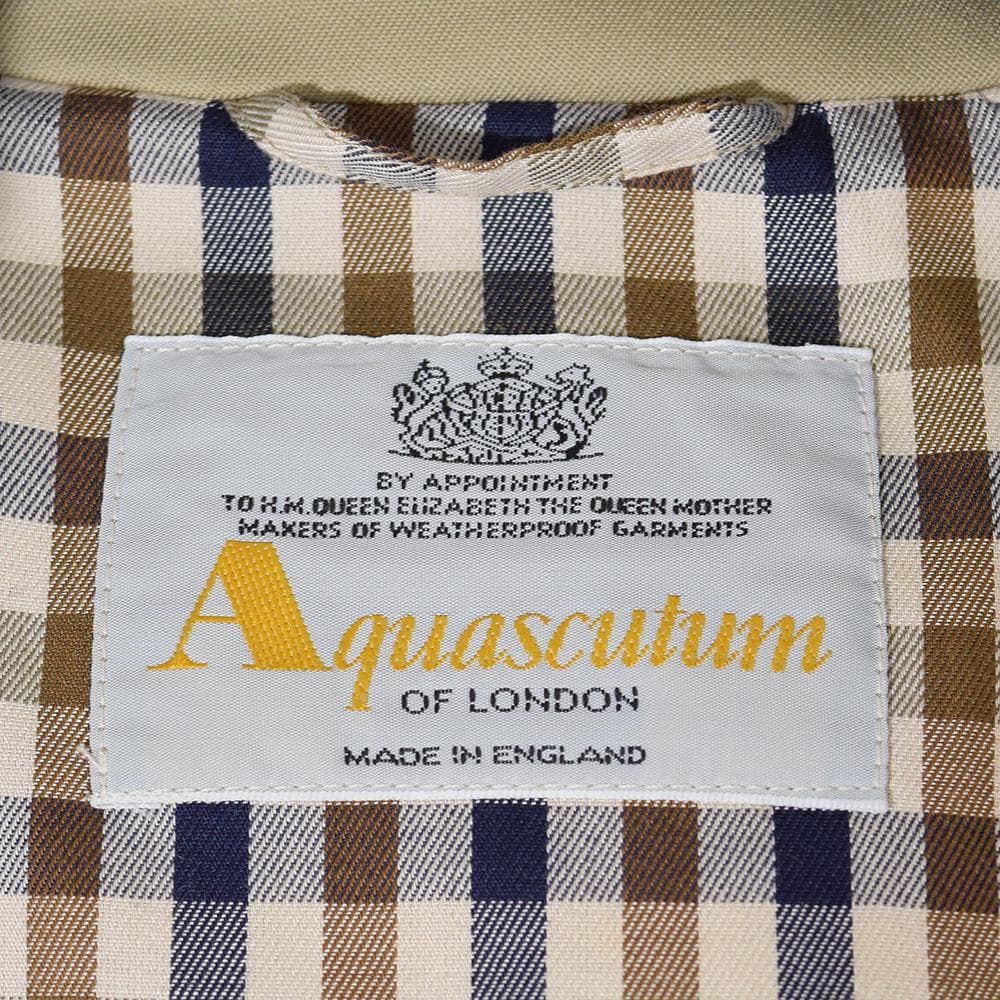 BY APPOINTMENT
TO H.M. QUEEN ELIZABETH THE QUEEN MOTHER
MAKERS OF WEATHERPROOF GARMENTS
Aquascutum
OF LONDON
MADE IN ENGLAND